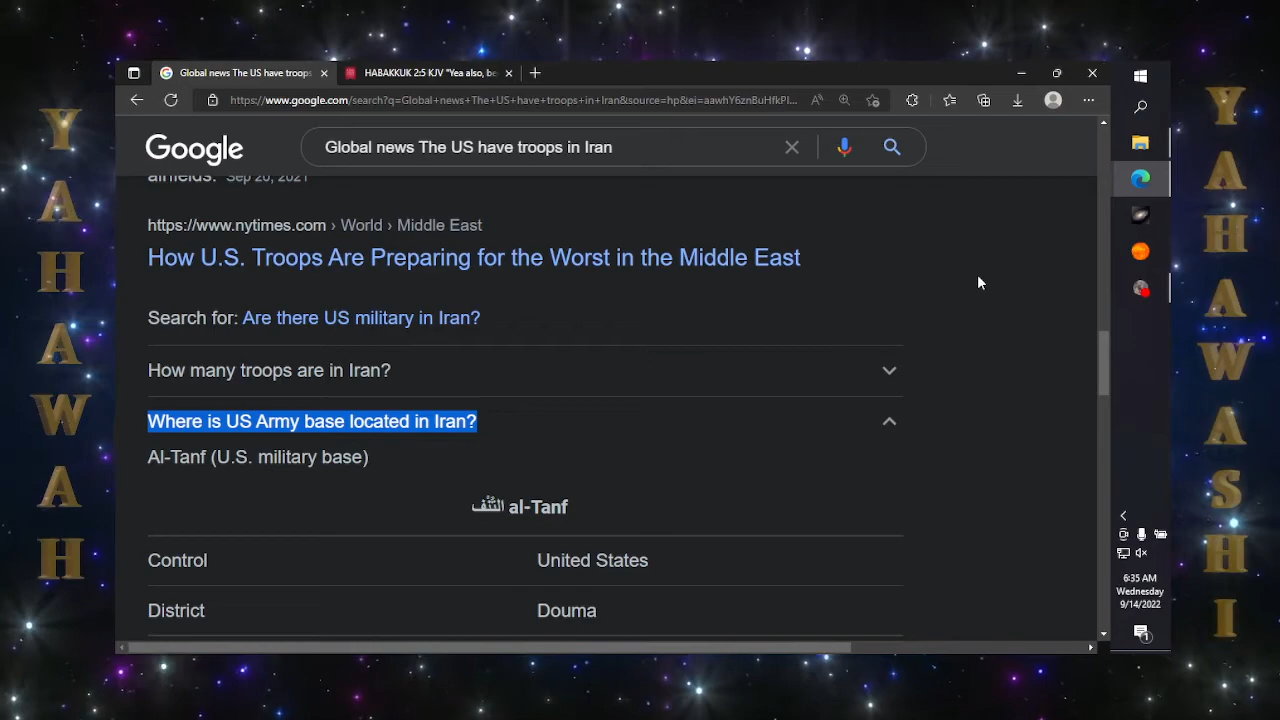 Global news The US have troops
HABAKKUK 2:5 KJV "Yea also, be
https://www.google.com/search?q=Global+news+The+US+have+troops+in+Iran&source=hp&ei=aawhY6znBuHfkPI...
Google
Global news The US have troops in Iran
airfields. Sep 20, 2021
https://www.nytimes.com › World › Middle East
How U.S. Troops Are Preparing for the Worst in the Middle East
Search for: Are there US military in Iran?
How many troops are in Iran?
Where is US Army base located in Iran?
Al-Tanf (U.S. military base)
التَّنْف al-Tanf
Control United States
District Douma
6:35 AM
Wednesday
9/14/2022
1
YAHAWAH
YAHAWASHI